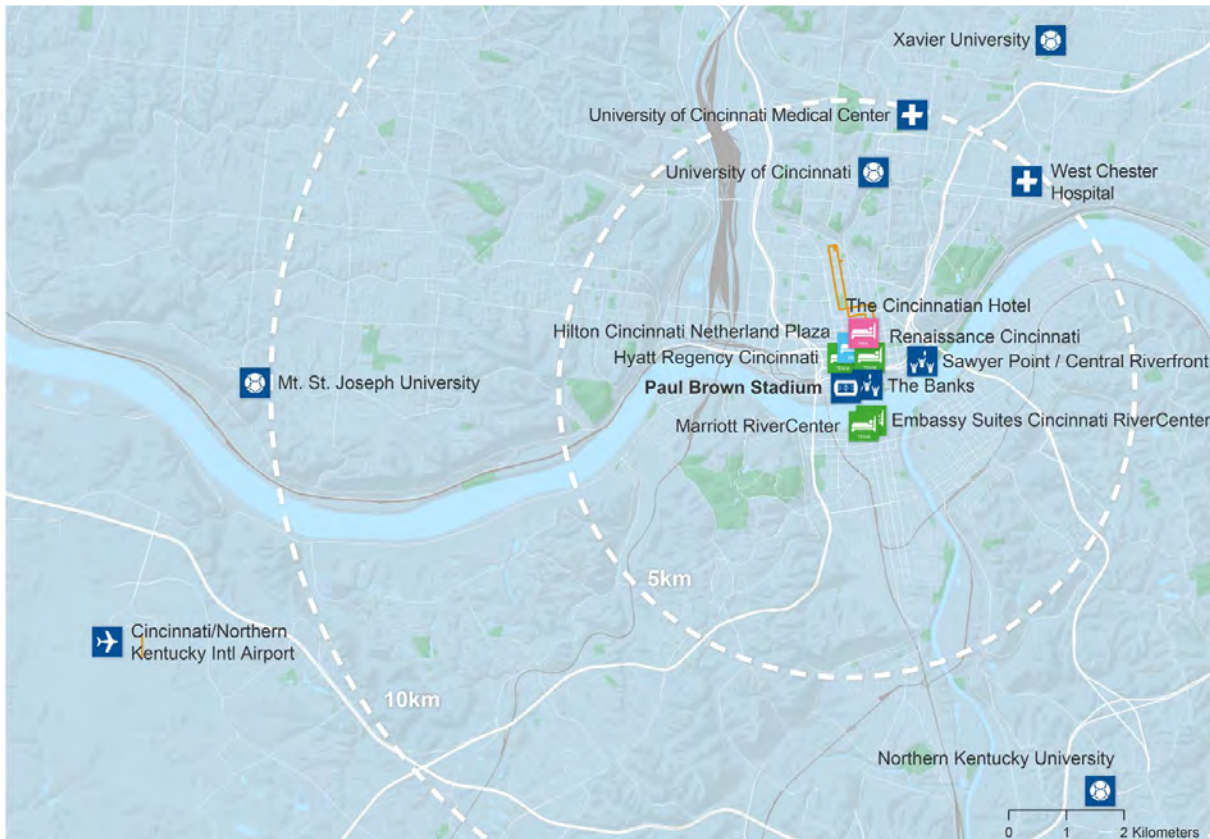 Xavier University
University of Cincinnati Medical Center
University of Cincinnati
West Chester
Hospital
The Cincinnatian Hotel
Hilton Cincinnati Netherland Plaza
Renaissance Cincinnati
Hyatt Regency Cincinnati
Sawyer Point / Central Riverfront
Mt. St. Joseph University
Paul Brown Stadium
The Banks
Marriott RiverCenter
Embassy Suites Cincinnati RiverCenter
5km
Cincinnati/Northern
Kentucky Intl Airport
10km
Northern Kentucky University
0 1 2 Kilometers